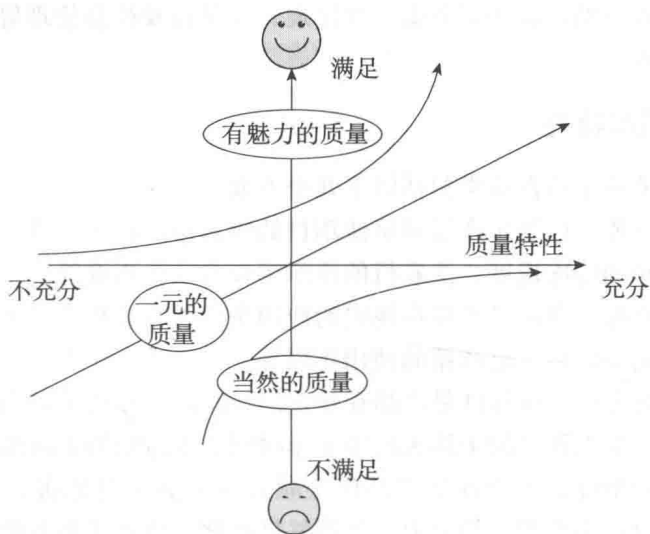 满足
有魅力的质量
质量特性
不充分
充分
一元的
质量
当然的质量
不满足